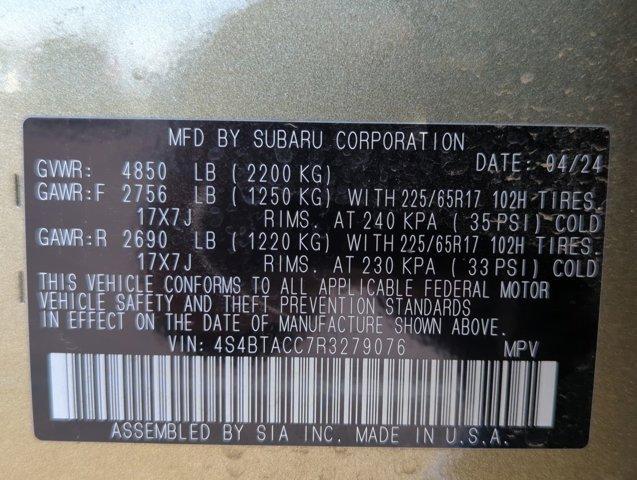 MFD BY SUBARU CORPORATION
DATE: 04/24
GVWR: 4850 LB ( 2200 KG)
GAWR:F 2756 LB ( 1250 KG) WITH 225/65R17 102H TIRES.
17X7J RIMS. AT 240 KPA ( 35 PSI) COLD
GAWR:R 2690 LB ( 1220 KG) WITH 225/65R17 102H TIRES.
17X7J RIMS. AT 230 KPA ( 33 PSI) COLD
THIS VEHICLE CONFORMS TO ALL APPLICABLE FEDERAL MOTOR
VEHICLE SAFETY AND THEFT PREVENTION STANDARDS
IN EFFECT ON THE DATE OF MANUFACTURE SHOWN ABOVE.
VIN: 4S4BTACC7R3279076 MPV
ASSEMBLED BY SIA INC. MADE IN U.S.A.